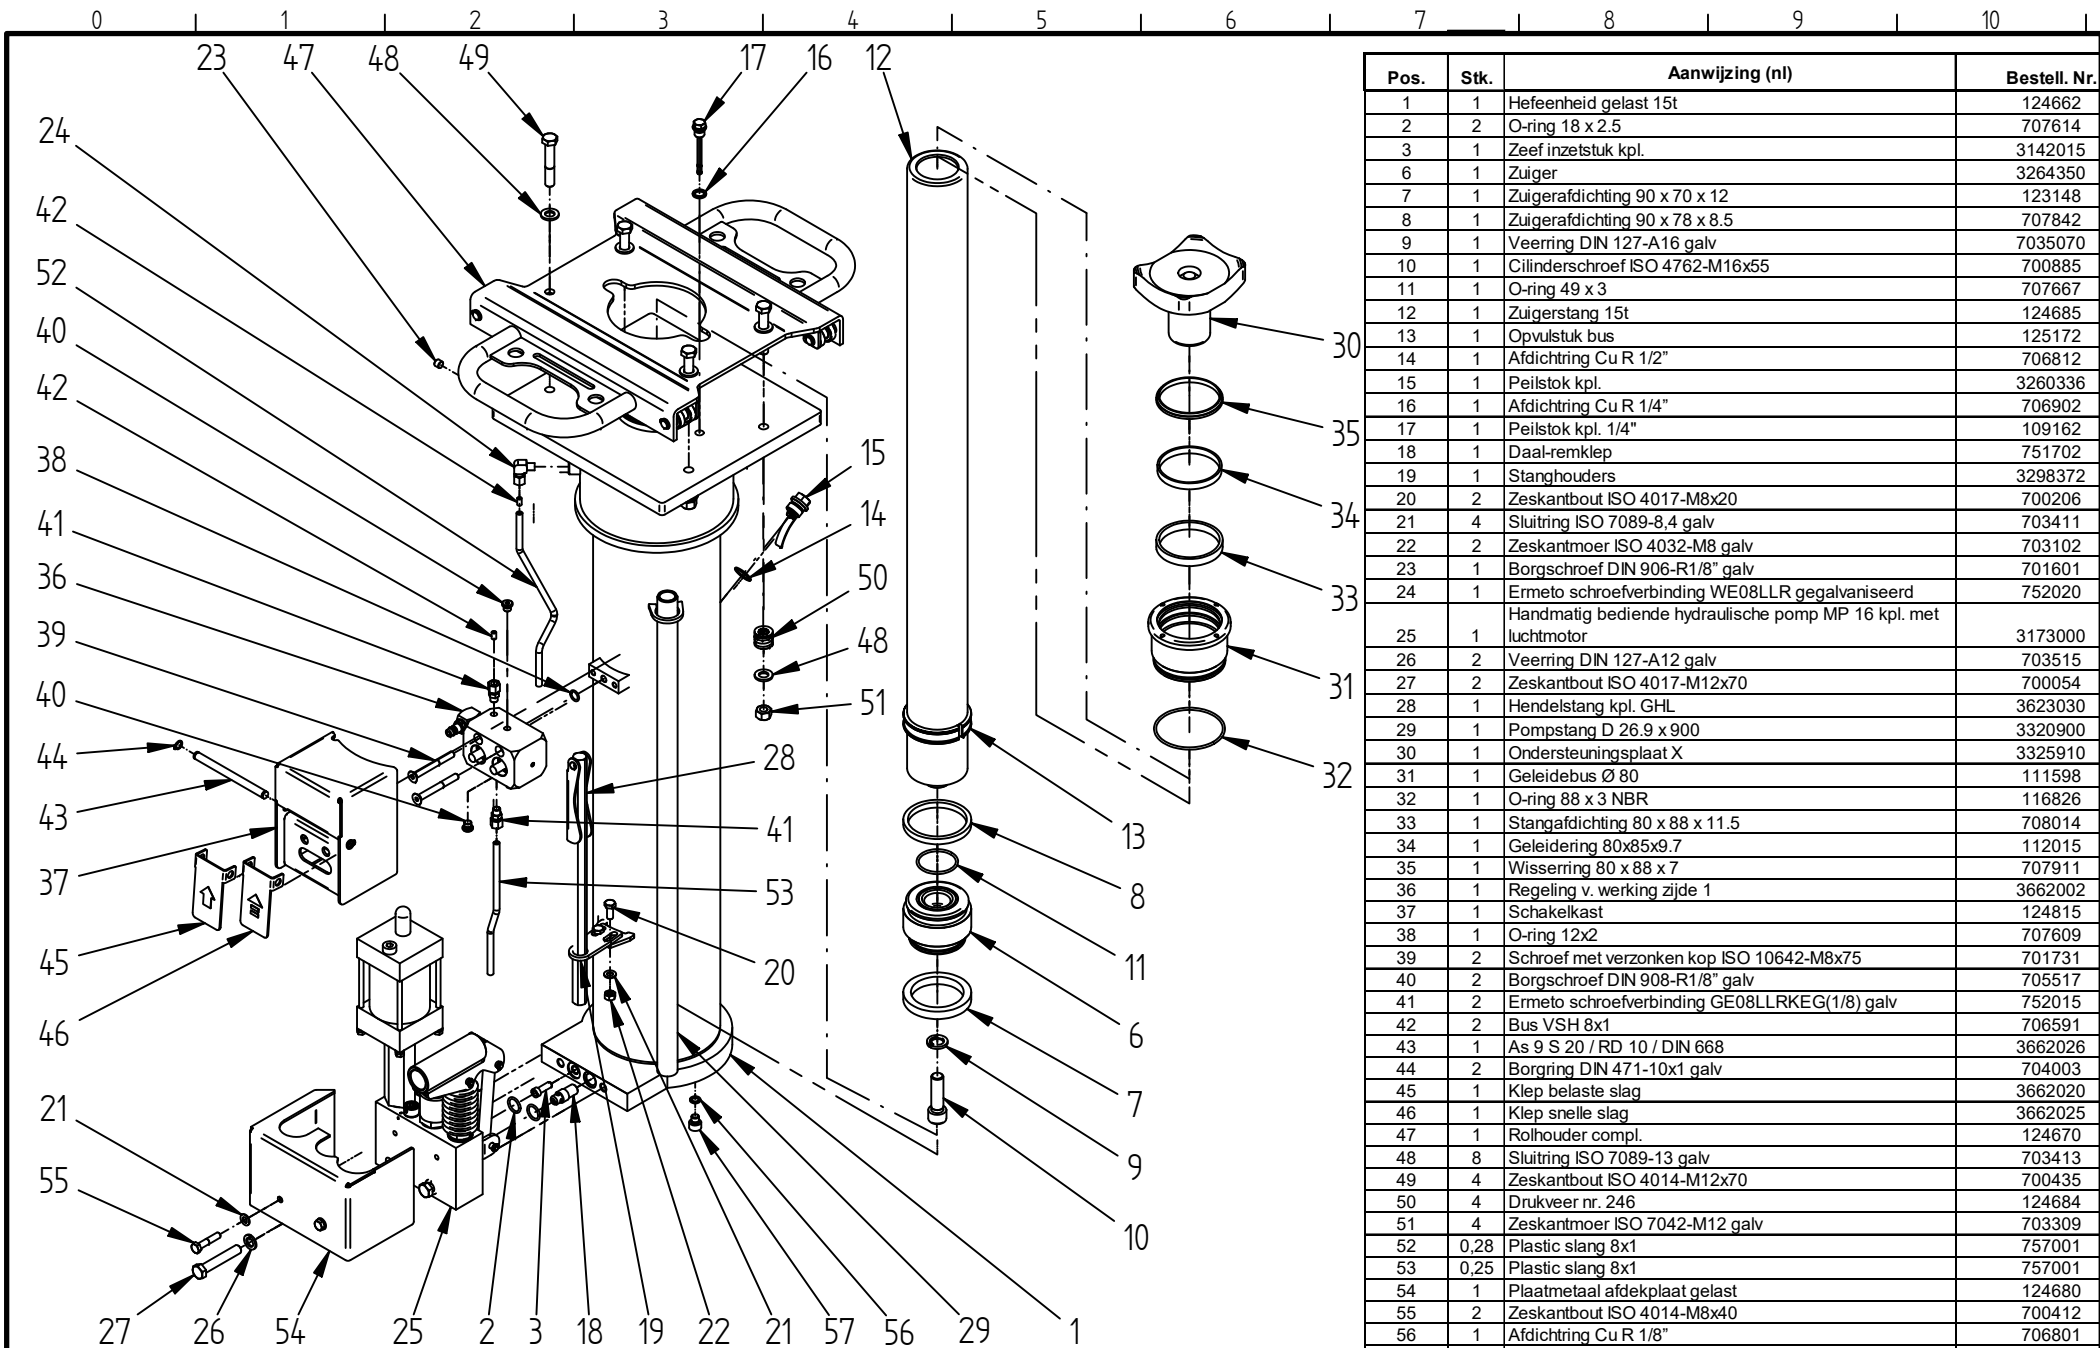 0 1 2 3 4 5 6 7 8 9 10
23 47 48 49 17 16 12
24
42
52
40
42
38
41
36
39
40
44
43
37
45
46
21
55
30
35
34
33
31
32
15
14
50
48
51
28
41
53
20
13
8
11
6
7
9
10
27 26 54 25 2 3 18 19 22 21 57 56 29 1
Pos. Stk. Aanwijzing (nl) Bestell. Nr.
1 1 Hefeenheid gelast 15t 124662
2 2 O-ring 18 x 2.5 707614
3 1 Zeef inzetstuk kpl. 3142015
6 1 Zuiger 3264350
7 1 Zuigerafdichting 90 x 70 x 12 123148
8 1 Zuigerafdichting 90 x 78 x 8.5 707842
9 1 Veerring DIN 127-A16 galv 7035070
10 1 Cilinderschroef ISO 4762-M16x55 700885
11 1 O-ring 49 x 3 707667
12 1 Zuigerstang 15t 124685
13 1 Opvulstuk bus 125172
14 1 Afdichtring Cu R 1/2” 706812
15 1 Peilstok kpl. 3260336
16 1 Afdichtring Cu R 1/4” 706902
17 1 Peilstok kpl. 1/4" 109162
18 1 Daal-remklep 751702
19 1 Stanghouders 3298372
20 2 Zeskantbout ISO 4017-M8x20 700206
21 4 Sluitring ISO 7089-8,4 galv 703411
22 2 Zeskantmoer ISO 4032-M8 galv 703102
23 1 Borgschroef DIN 906-R1/8” galv 701601
24 1 Ermeto schroefverbinding WE08LLR gegalvaniseerd 752020
Handmatig bediende hydraulische pomp MP 16 kpl. met
25 1 luchtmotor 3173000
26 2 Veerring DIN 127-A12 galv 703515
27 2 Zeskantbout ISO 4017-M12x70 700054
28 1 Hendelstang kpl. GHL 3623030
29 1 Pompstang D 26.9 x 900 3320900
30 1 Ondersteuningsplaat X 3325910
31 1 Geleidebus Ø 80 111598
32 1 O-ring 88 x 3 NBR 116826
33 1 Stangafdichting 80 x 88 x 11.5 708014
34 1 Geleidering 80x85x9.7 112015
35 1 Wisserring 80 x 88 x 7 707911
36 1 Regeling v. werking zijde 1 3662002
37 1 Schakelkast 124815
38 1 O-ring 12x2 707609
39 2 Schroef met verzonken kop ISO 10642-M8x75 701731
40 2 Borgschroef DIN 908-R1/8” galv 705517
41 2 Ermeto schroefverbinding GE08LLRKEG(1/8) galv 752015
42 2 Bus VSH 8x1 706591
43 1 As 9 S 20 / RD 10 / DIN 668 3662026
44 2 Borgring DIN 471-10x1 galv 704003
45 1 Klep belaste slag 3662020
46 1 Klep snelle slag 3662025
47 1 Rolhouder compl. 124670
48 8 Sluitring ISO 7089-13 galv 703413
49 4 Zeskantbout ISO 4014-M12x70 700435
50 4 Drukveer nr. 246 124684
51 4 Zeskantmoer ISO 7042-M12 galv 703309
52 0,28 Plastic slang 8x1 757001
53 0,25 Plastic slang 8x1 757001
54 1 Plaatmetaal afdekplaat gelast 124680
55 2 Zeskantbout ISO 4014-M8x40 700412
56 1 Afdichtring Cu R 1/8” 706801